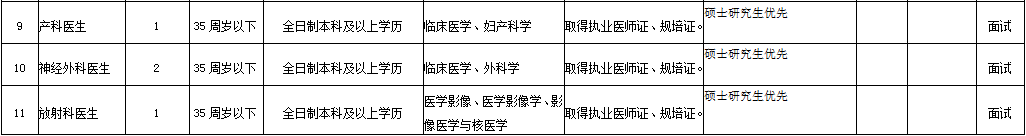 9 产科医生 1 35 周岁以下 全日制本科及以上学历 临床医学、妇产科学 取得执业医师证、规培证。 硕士研究生优先 面试
10 神经外科医生 2 35 周岁以下 全日制本科及以上学历 临床医学、外科学 取得执业医师证、规培证。 硕士研究生优先 面试
11 放射科医生 1 35 周岁以下 全日制本科及以上学历 医学影像、医学影像学、影
像医学与核医学 取得执业医师证、规培证。 硕士研究生优先 面试